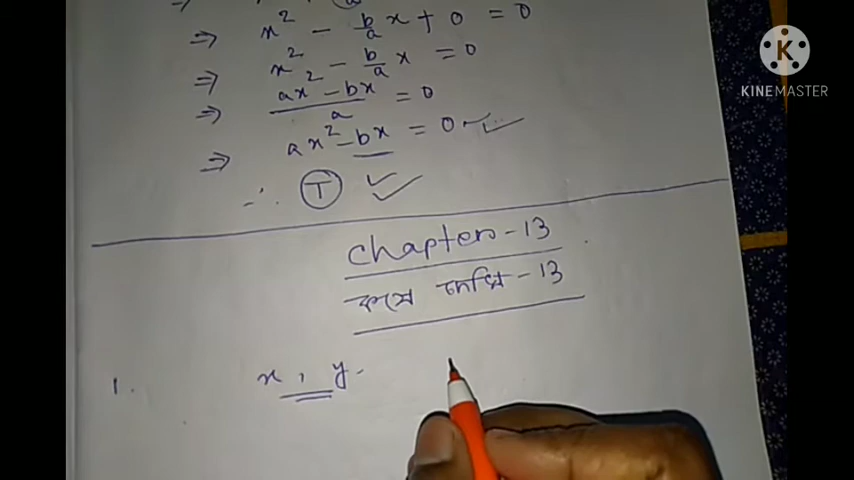 ⇒ x² - b/a x + 0 = 0
⇒ x² - b/a x = 0
⇒ (ax² - bx)/a = 0
⇒ ax² - bx = 0
∴ T
Chapter-13
কষে দেখি-13
1. x, y.
K
KINEMASTER